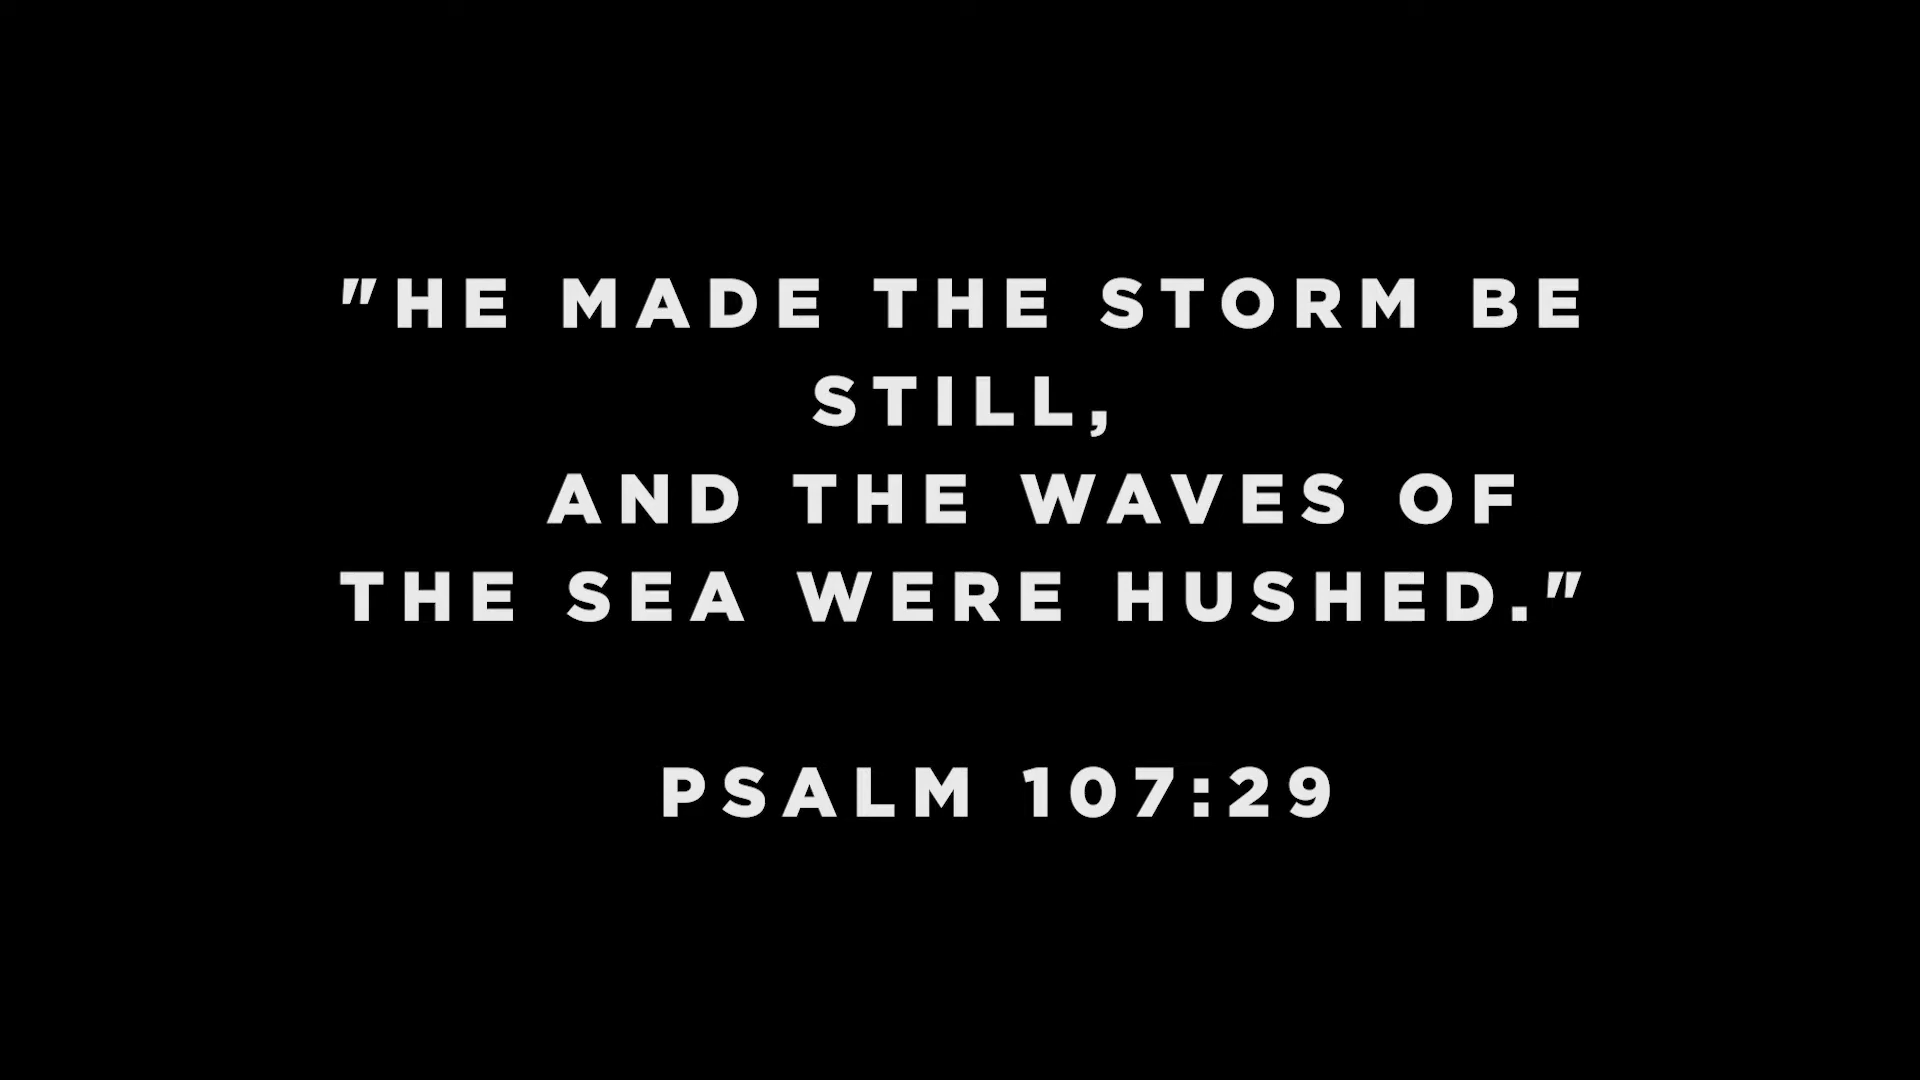 "HE MADE THE STORM BE
STILL,
AND THE WAVES OF
THE SEA WERE HUSHED."
PSALM 107:29